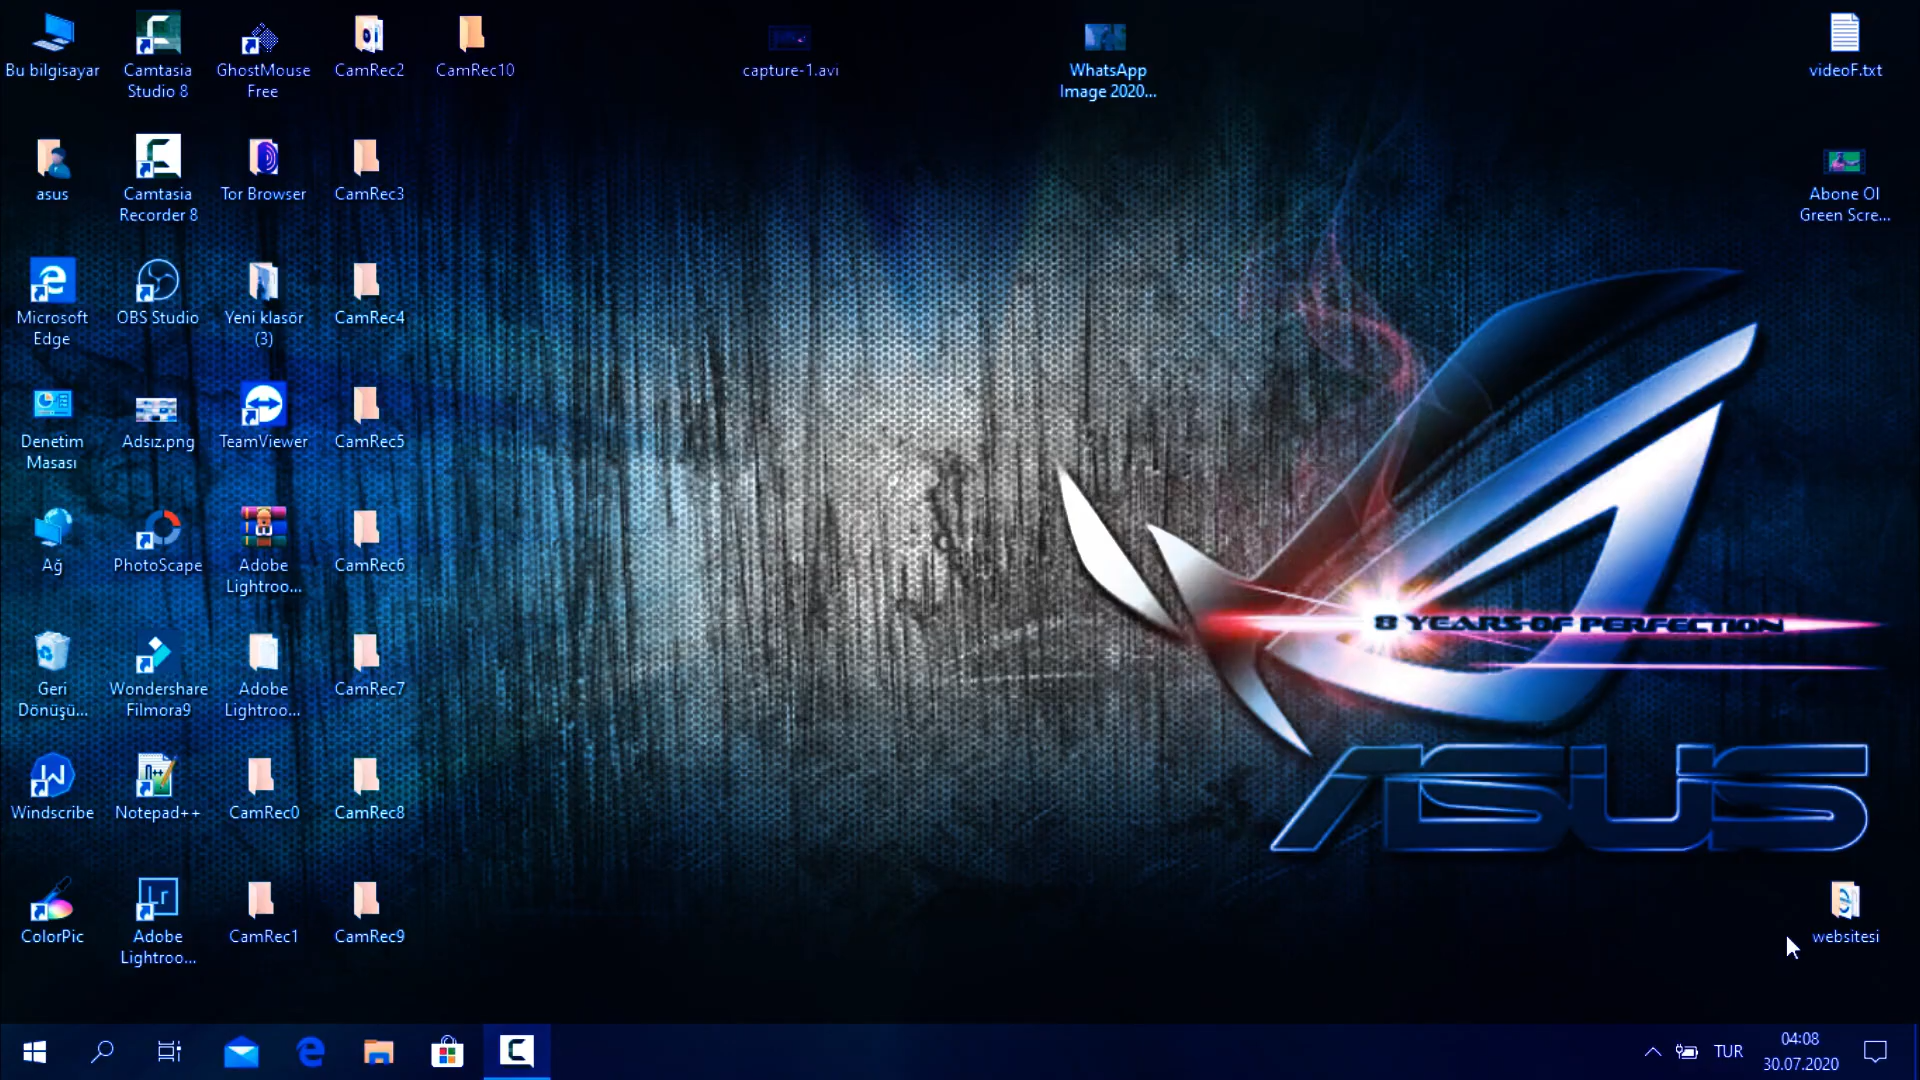 Bu bilgisayar
Camtasia
Studio 8
GhostMouse
Free
CamRec2
CamRec10
capture-1.avi
WhatsApp
Image 2020...
videoF.txt
asus
Camtasia
Recorder 8
Tor Browser
CamRec3
Abone Ol
Green Scre...
Microsoft
Edge
OBS Studio
Yeni klasör
(3)
CamRec4
Denetim
Masası
Adsız.png
TeamViewer
CamRec5
Ağ
PhotoScape
Adobe
Lightroo...
CamRec6
8 YEARS OF PERFECTION
Geri
Dönüşü...
Wondershare
Filmora9
Adobe
Lightroo...
CamRec7
ASUS
Windscribe
Notepad++
CamRec0
CamRec8
ColorPic
Lr
Adobe
Lightroo...
CamRec1
CamRec9
websitesi
TUR
04:08
30.07.2020